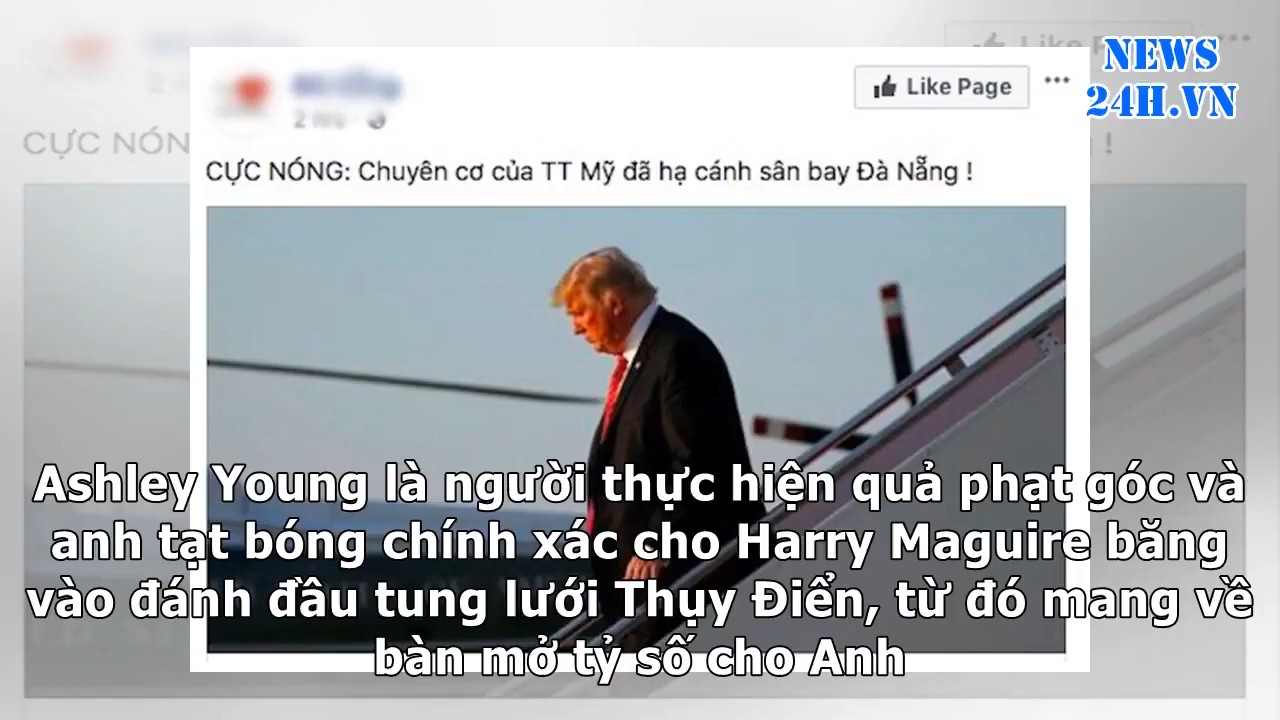 NEWS
24H.VN
Like Page
CỰC NÓNG: Chuyên cơ của TT Mỹ đã hạ cánh sân bay Đà Nẵng !
Ashley Young là người thực hiện quả phạt góc và
anh tạt bóng chính xác cho Harry Maguire băng
vào đánh đầu tung lưới Thụy Điển, từ đó mang về
bàn mở tỷ số cho Anh